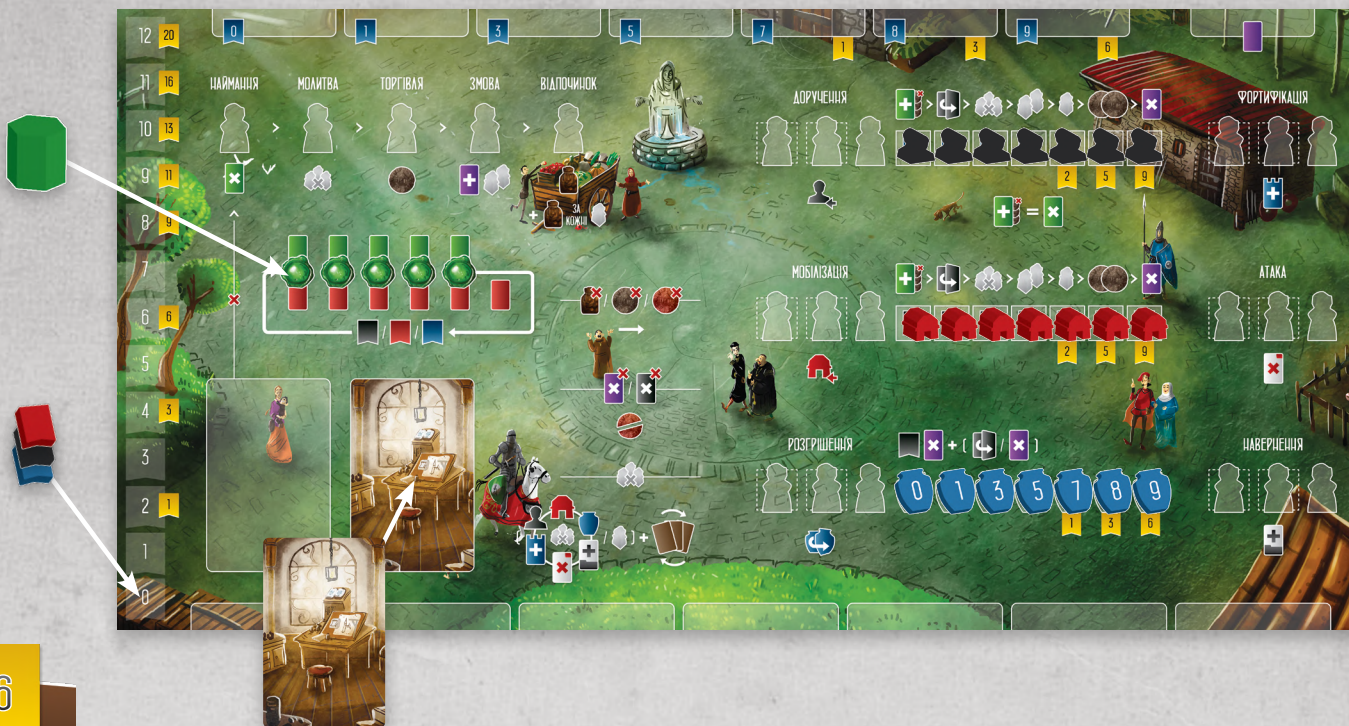 12 20 0 1 3 5 7 1 8 3 9 6
11 16 НАЙМАННЯ МОЛИТВА ТОРГІВЛЯ ЗМОВА ВІДПОЧИНОК
ДОРУЧЕННЯ ФОРТИФІКАЦІЯ
10 13
9 11
2 5 9
ЗА
КОЖНІ
8 9
7
МОБІЛІЗАЦІЯ АТАКА
6 6
5
2 5 9
4 3
3
РОЗГРІШЕННЯ НАВЕРНЕННЯ
0 1 3 5 7 8 9
2 1
1 3 6
1
0
6